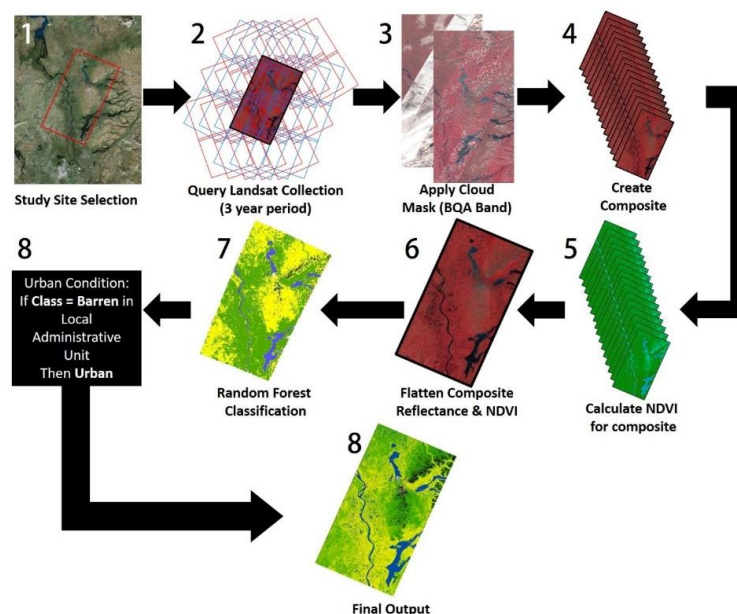 1
Study Site Selection
2
Query Landsat Collection
(3 year period)
3
Apply Cloud
Mask (BQA Band)
4
Create
Composite
5
Calculate NDVI
for composite
6
Flatten Composite
Reflectance & NDVI
7
Random Forest
Classification
8
Urban Condition:
If Class = Barren in
Local
Administrative
Unit
Then Urban
8
Final Output